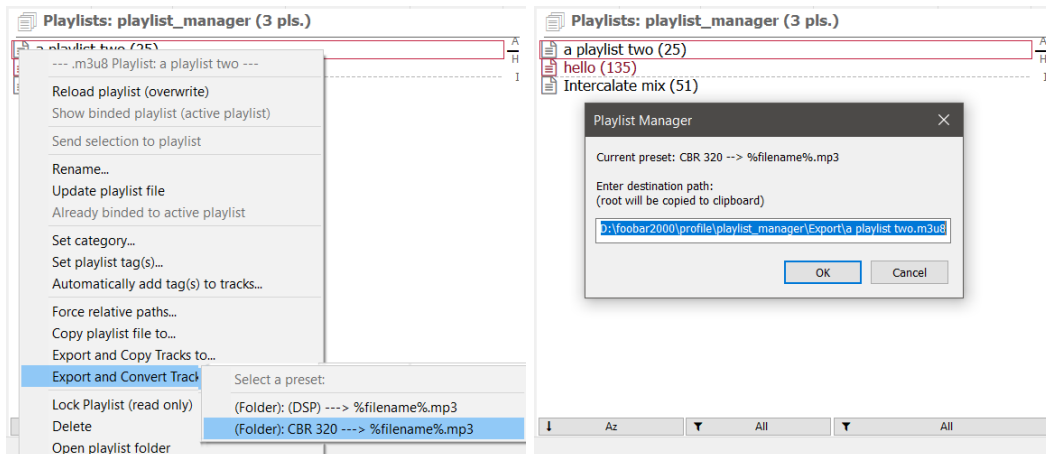 Playlists: playlist_manager (3 pls.)
a playlist two (25)
A
H
I
--- .m3u8 Playlist: a playlist two ---
Reload playlist (overwrite)
Show binded playlist (active playlist)
Send selection to playlist
Rename...
Update playlist file
Already binded to active playlist
Set category...
Set playlist tag(s)...
Automatically add tag(s) to tracks...
Force relative paths...
Copy playlist file to...
Export and Copy Tracks to...
Export and Convert Track
Select a preset:
(Folder): (DSP) ---> %filename%.mp3
(Folder): CBR 320 ---> %filename%.mp3
Lock Playlist (read only)
Delete
Open playlist folder
Playlists: playlist_manager (3 pls.)
a playlist two (25)
hello (135)
Intercalate mix (51)
A
H
I
Playlist Manager
Current preset: CBR 320 --> %filename%.mp3
Enter destination path:
(root will be copied to clipboard)
D:\foobar2000\profile\playlist_manager\Export\a playlist two.m3u8
OK
Cancel
Az
All
All